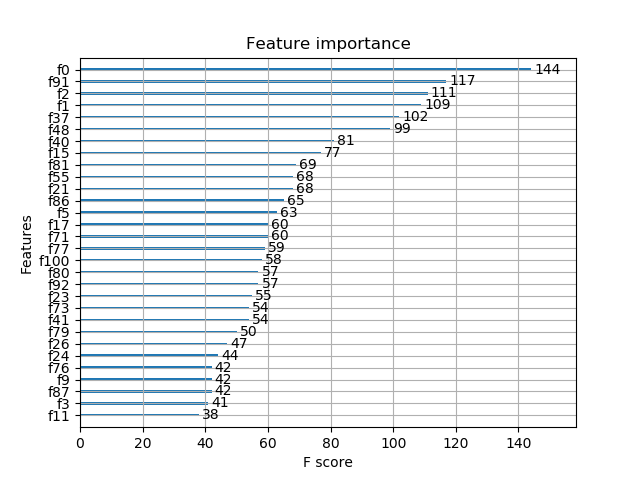 Feature importance
f0 144
f91 117
f2 111
f1 109
f37 102
f48 99
f40 81
f15 77
f81 69
f55 68
f21 68
f86 65
f5 63
f17 60
f71 60
f77 59
f100 58
f80 57
f92 57
f23 55
f73 54
f41 54
f79 50
f26 47
f24 44
f76 42
f9 42
f87 42
f3 41
f11 38
Features
0 20 40 60 80 100 120 140
F score